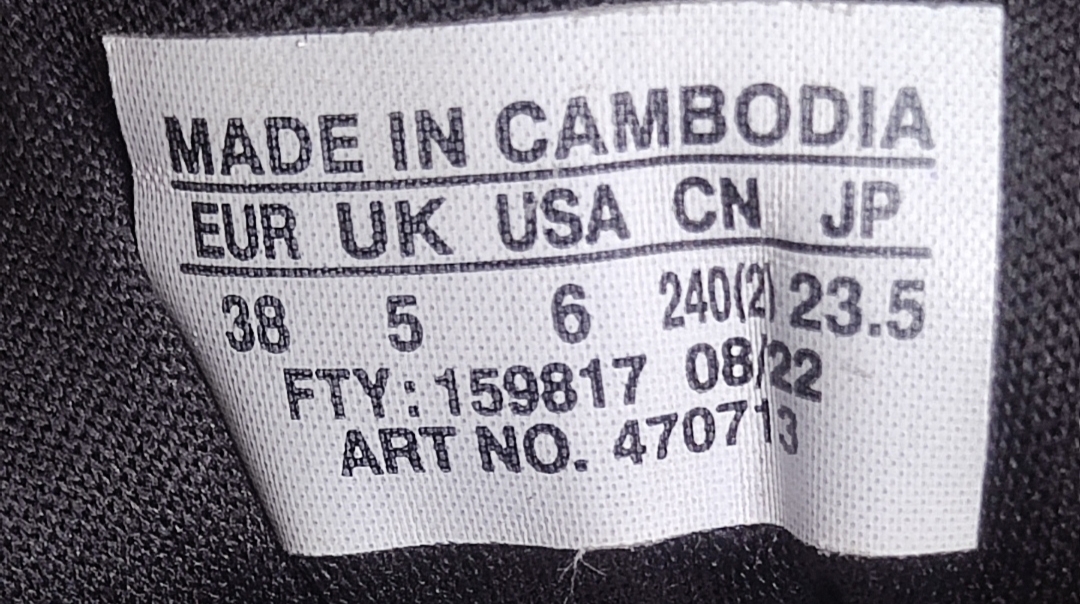 MADE IN CAMBODIA
EUR UK USA CN JP
38 5 6 240(2) 23.5
FTY: 159817 08/22
ART NO. 470713